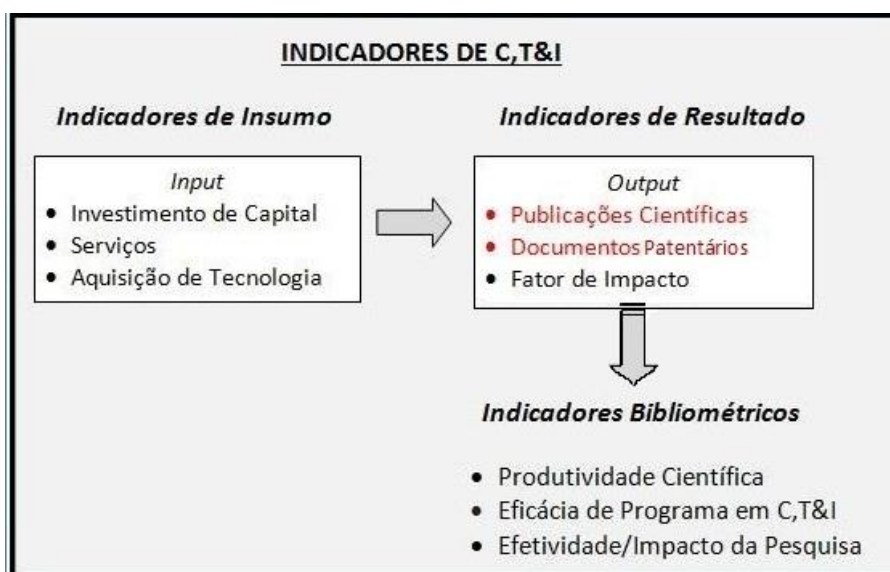 INDICADORES DE C,T&I
Indicadores de Insumo
Input
• Investimento de Capital
• Serviços
• Aquisição de Tecnologia
Indicadores de Resultado
Output
• Publicações Científicas
• Documentos Patentários
• Fator de Impacto
Indicadores Bibliométricos
• Produtividade Científica
• Eficácia de Programa em C,T&I
• Efetividade/Impacto da Pesquisa